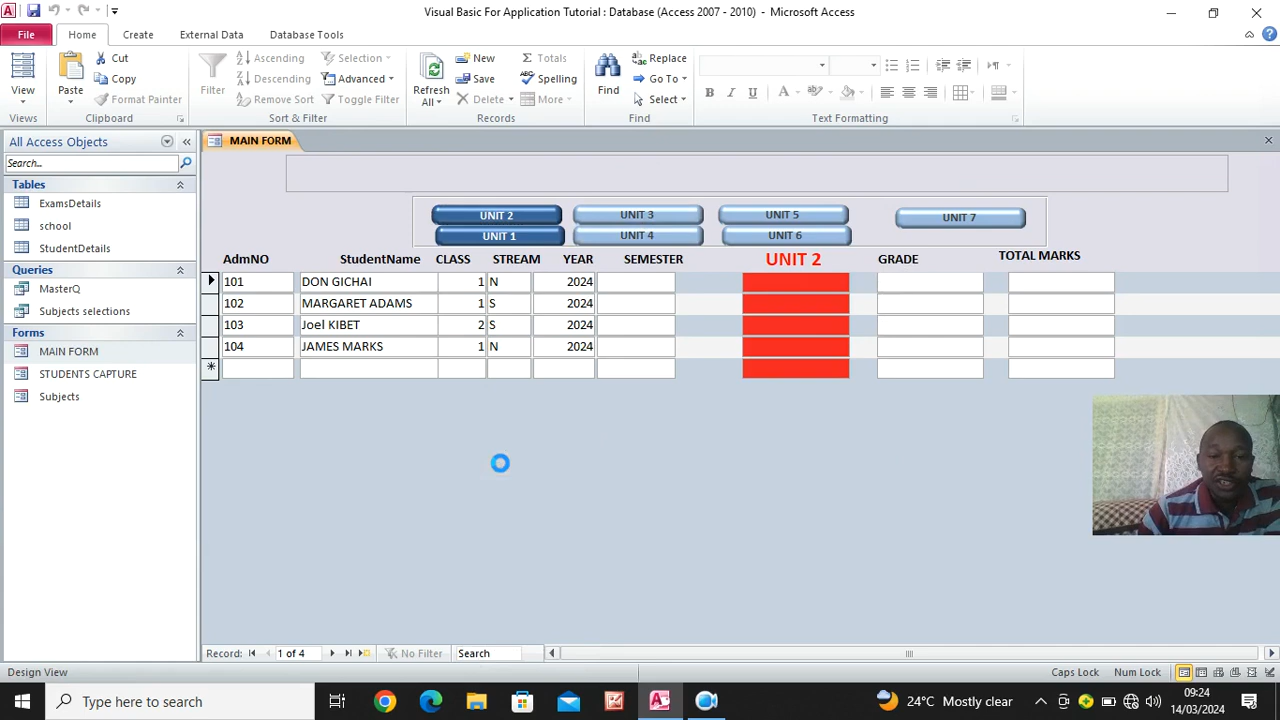 Visual Basic For Application Tutorial : Database (Access 2007 - 2010) - Microsoft Access
File Home Create External Data Database Tools
View
Views
Paste
Cut
Copy
Format Painter
Clipboard
Filter
Ascending
Descending
Remove Sort
Selection
Advanced
Toggle Filter
Sort & Filter
Refresh
All
New
Save
Delete
Totals
Spelling
More
Records
Find
Replace
Go To
Select
Find
B I U A
Text Formatting
All Access Objects
Search...
Tables
ExamsDetails
school
StudentDetails
Queries
MasterQ
Subjects selections
Forms
MAIN FORM
STUDENTS CAPTURE
Subjects
MAIN FORM
UNIT 2 UNIT 3 UNIT 5 UNIT 7
UNIT 1 UNIT 4 UNIT 6
AdmNO StudentName CLASS STREAM YEAR SEMESTER UNIT 2 GRADE TOTAL MARKS
101 DON GICHAI 1 N 2024
102 MARGARET ADAMS 1 S 2024
103 Joel KIBET 2 S 2024
104 JAMES MARKS 1 N 2024
Record: 1 of 4 No Filter Search
Design View Caps Lock Num Lock
Type here to search 24°C Mostly clear 09:24
14/03/2024